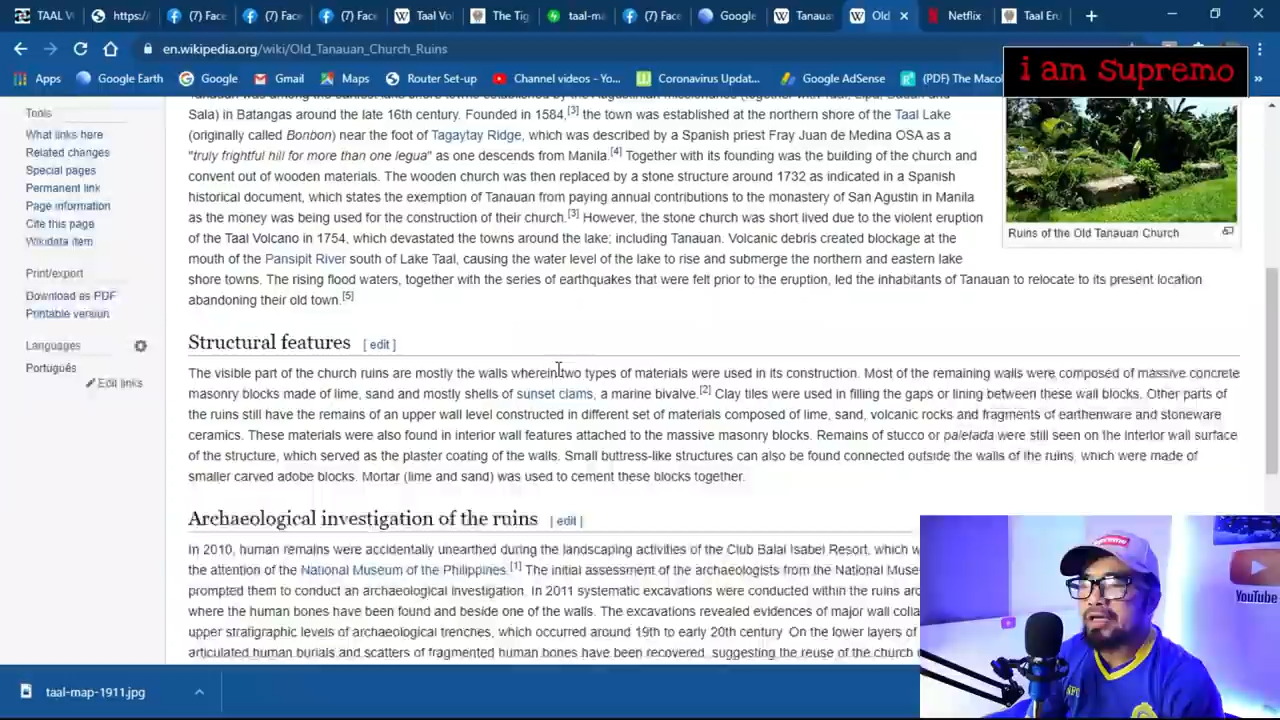 TAAL V
https:/
(7) Face
(7) Face
(7) Face
Taal Vo
The Tig
taal-ma
(7) Face
Google
Tanaua
Old
Netflix
Taal Eru
en.wikipedia.org/wiki/Old_Tanauan_Church_Ruins
Apps
Google Earth
Google
Gmail
Maps
Router Set-up
Channel videos - Yo...
Coronavirus Updat...
Google AdSense
(PDF) The Maco
»
i am supremo
Tools
What links here
Related changes
Special pages
Permanent link
Page information
Cite this page
Wikidata item
Print/export
Download as PDF
Printable version
Languages
Português
Edit links
Sala) in Batangas around the late 16th century. Founded in 1584,[3] the town was established at the northern shore of the Taal Lake
(originally called Bonbon) near the foot of Tagaytay Ridge, which was described by a Spanish priest Fray Juan de Medina OSA as a
"truly frightful hill for more than one legua" as one descends from Manila.[4] Together with its founding was the building of the church and
convent out of wooden materials. The wooden church was then replaced by a stone structure around 1732 as indicated in a Spanish
historical document, which states the exemption of Tanauan from paying annual contributions to the monastery of San Agustin in Manila
as the money was being used for the construction of their church.[3] However, the stone church was short lived due to the violent eruption
of the Taal Volcano in 1754, which devastated the towns around the lake; including Tanauan. Volcanic debris created blockage at the
mouth of the Pansipit River south of Lake Taal, causing the water level of the lake to rise and submerge the northern and eastern lake
shore towns. The rising flood waters, together with the series of earthquakes that were felt prior to the eruption, led the inhabitants of Tanauan to relocate to its present location
abandoning their old town.[5]
Ruins of the Old Tanauan Church
Structural features [ edit ]
The visible part of the church ruins are mostly the walls wherein two types of materials were used in its construction. Most of the remaining walls were composed of massive concrete
masonry blocks made of lime, sand and mostly shells of sunset clams, a marine bivalve.[2] Clay tiles were used in filling the gaps or lining between these wall blocks. Other parts of
the ruins still have the remains of an upper wall level constructed in different set of materials composed of lime, sand, volcanic rocks and fragments of earthenware and stoneware
ceramics. These materials were also found in interior wall features attached to the massive masonry blocks. Remains of stucco or paletada were still seen on the interior wall surface
of the structure, which served as the plaster coating of the walls. Small buttress-like structures can also be found connected outside the walls of the ruins, which were made of
smaller carved adobe blocks. Mortar (lime and sand) was used to cement these blocks together.
Archaeological investigation of the ruins [ edit ]
In 2010, human remains were accidentally unearthed during the landscaping activities of the Club Balai Isabel Resort, which w
the attention of the National Museum of the Philippines.[1] The initial assessment of the archaeologists from the National Muse
prompted them to conduct an archaeological investigation. In 2011 systematic excavations were conducted within the ruins ar
where the human bones have been found and beside one of the walls. The excavations revealed evidences of major wall colla
upper stratigraphic levels of archaeological trenches, which occurred around 19th to early 20th century. On the lower layers of
articulated human burials and scatters of fragmented human bones have been recovered, suggesting the reuse of the church
supreme
YouTube
taal-map-1911.jpg